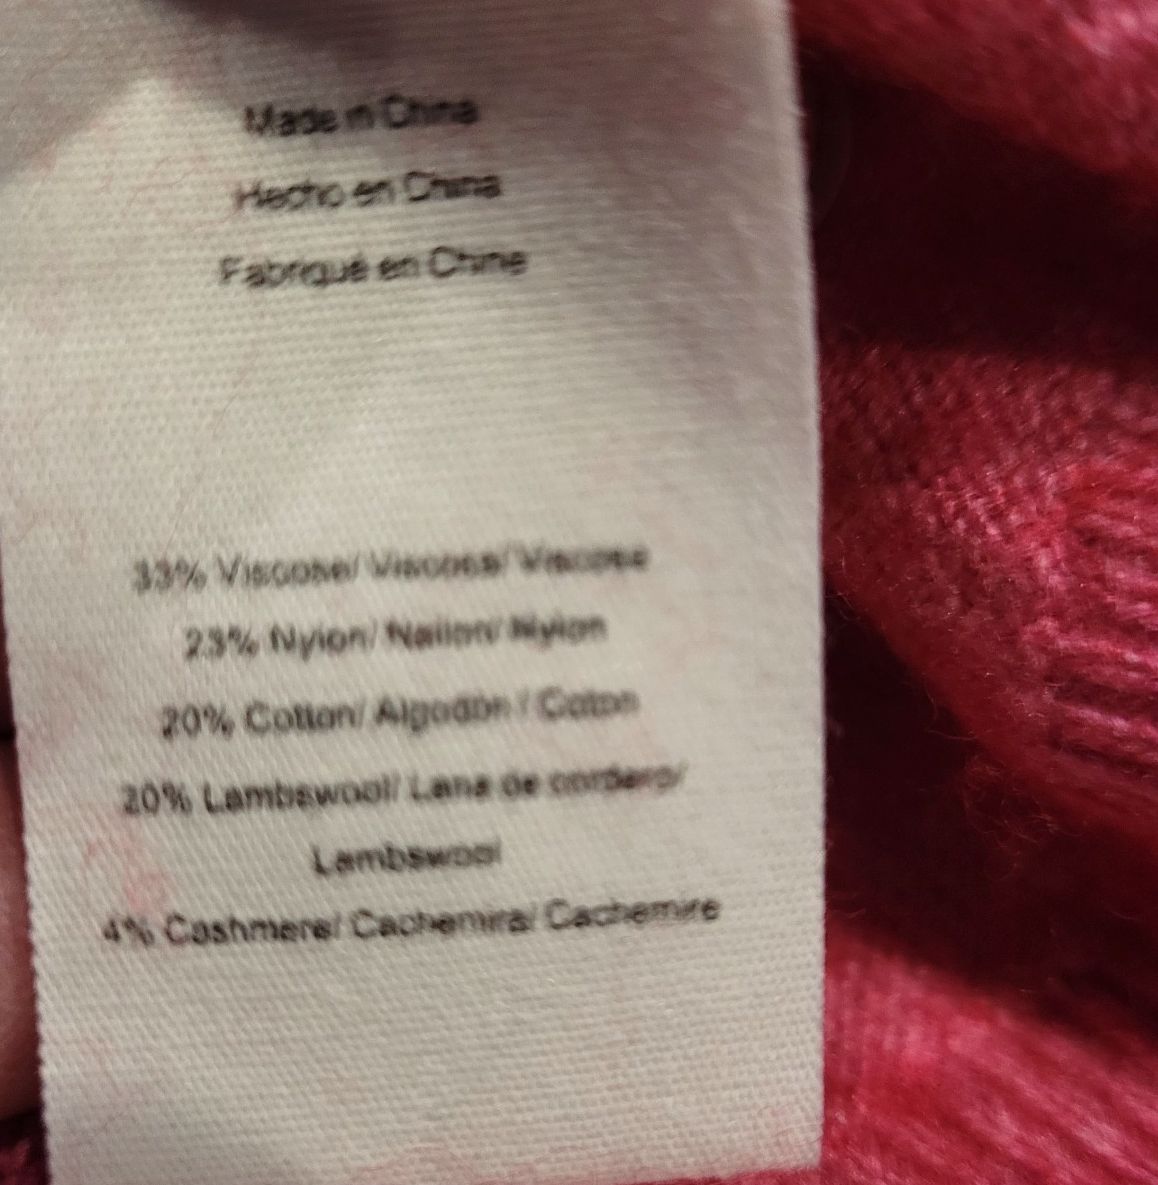 Made in China
Hecho en China
Fabriqué en Chine
33% Viscose/ Viscosa/ Viscose
23% Nylon/ Nailon/ Nylon
20% Cotton/ Algodón / Coton
20% Lambswool/ Lana de cordero/
Lambswool
4% Cashmere/ Cachemira/ Cachemire